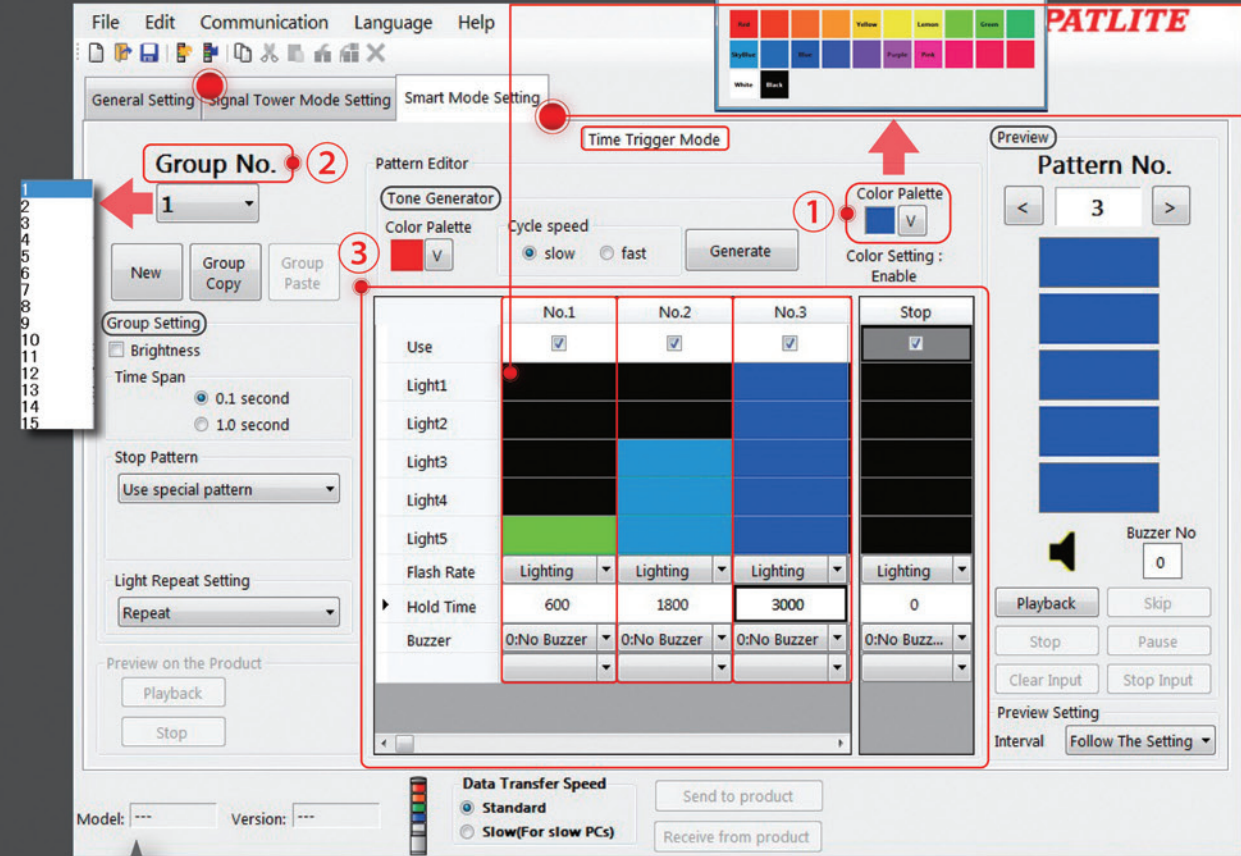 File Edit Communication Language Help
PATLITE
Red Yellow Lemon Green
SkyBlue Blue Purple Pink
White Black
General Setting Signal Tower Mode Setting Smart Mode Setting
Time Trigger Mode
Group No. ②
1
1
2
3
4
5
6
7
8
9
10
11
12
13
14
15
New Group Copy Group Paste
Group Setting
Brightness
Time Span
0.1 second
1.0 second
Stop Pattern
Use special pattern
Light Repeat Setting
Repeat
Preview on the Product
Playback
Stop
Pattern Editor
Tone Generator
Color Palette
V
Cycle speed
slow fast
Generate
①
Color Palette
V
Color Setting :
Enable
③
No.1 No.2 No.3 Stop
Use
Light1
Light2
Light3
Light4
Light5
Flash Rate Lighting Lighting Lighting Lighting
Hold Time 600 1800 3000 0
Buzzer 0:No Buzzer 0:No Buzzer 0:No Buzzer 0:No Buzz...
Preview
Pattern No.
< 3 >
Buzzer No
0
Playback Skip
Stop Pause
Clear Input Stop Input
Preview Setting
Interval Follow The Setting
Model: --- Version: ---
Data Transfer Speed
Standard
Slow(For slow PCs)
Send to product
Receive from product